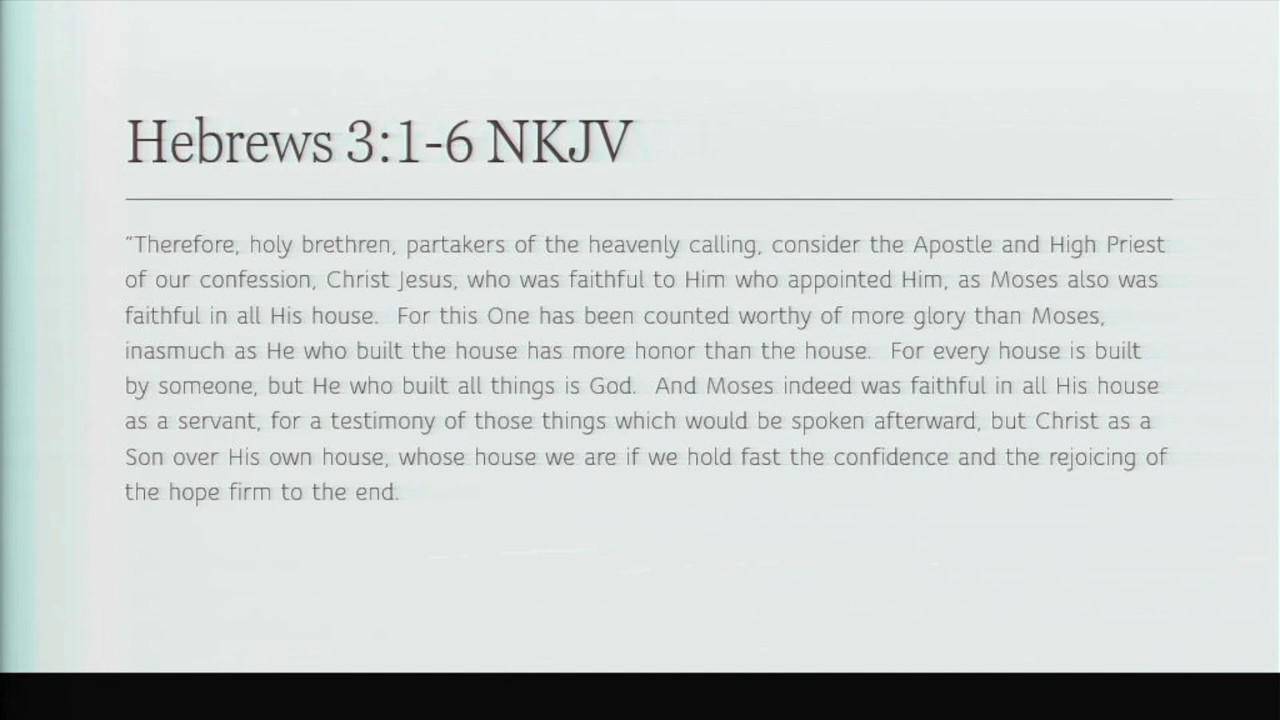 Hebrews 3:1-6 NKJV
"Therefore, holy brethren, partakers of the heavenly calling, consider the Apostle and High Priest
of our confession, Christ Jesus, who was faithful to Him who appointed Him, as Moses also was
faithful in all His house.  For this One has been counted worthy of more glory than Moses,
inasmuch as He who built the house has more honor than the house.  For every house is built
by someone, but He who built all things is God.  And Moses indeed was faithful in all His house
as a servant, for a testimony of those things which would be spoken afterward, but Christ as a
Son over His own house, whose house we are if we hold fast the confidence and the rejoicing of
the hope firm to the end.